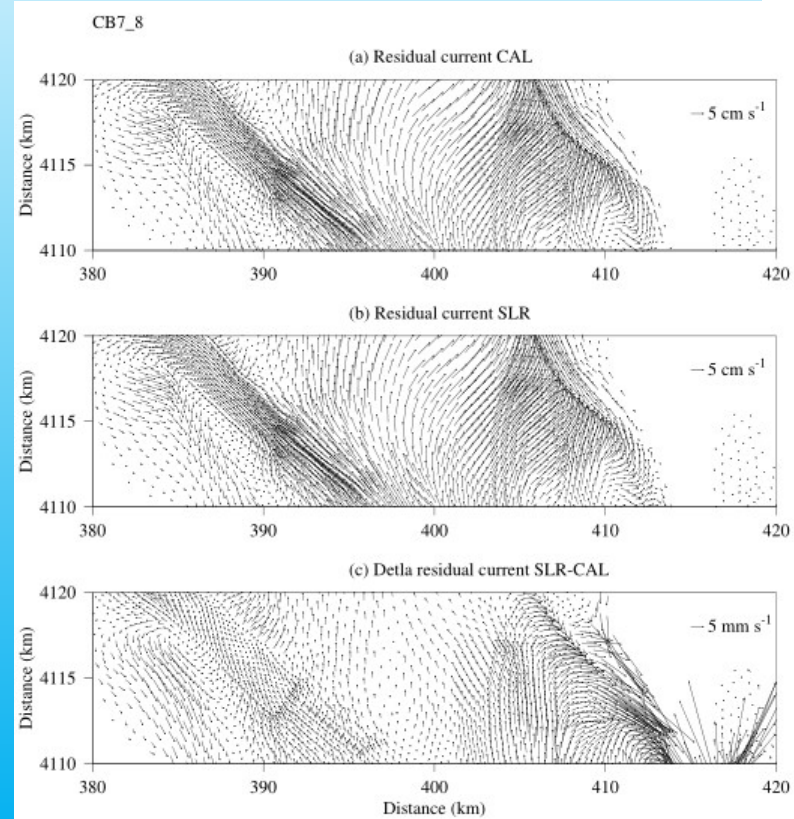 CB7_8
(a) Residual current CAL
4120
5 cm s-1
4115
4110
Distance (km)
380 390 400 410 420
(b) Residual current SLR
4120
5 cm s-1
4115
4110
Distance (km)
380 390 400 410 420
(c) Detla residual current SLR-CAL
4120
5 mm s-1
4115
4110
Distance (km)
380 390 400 410 420
Distance (km)